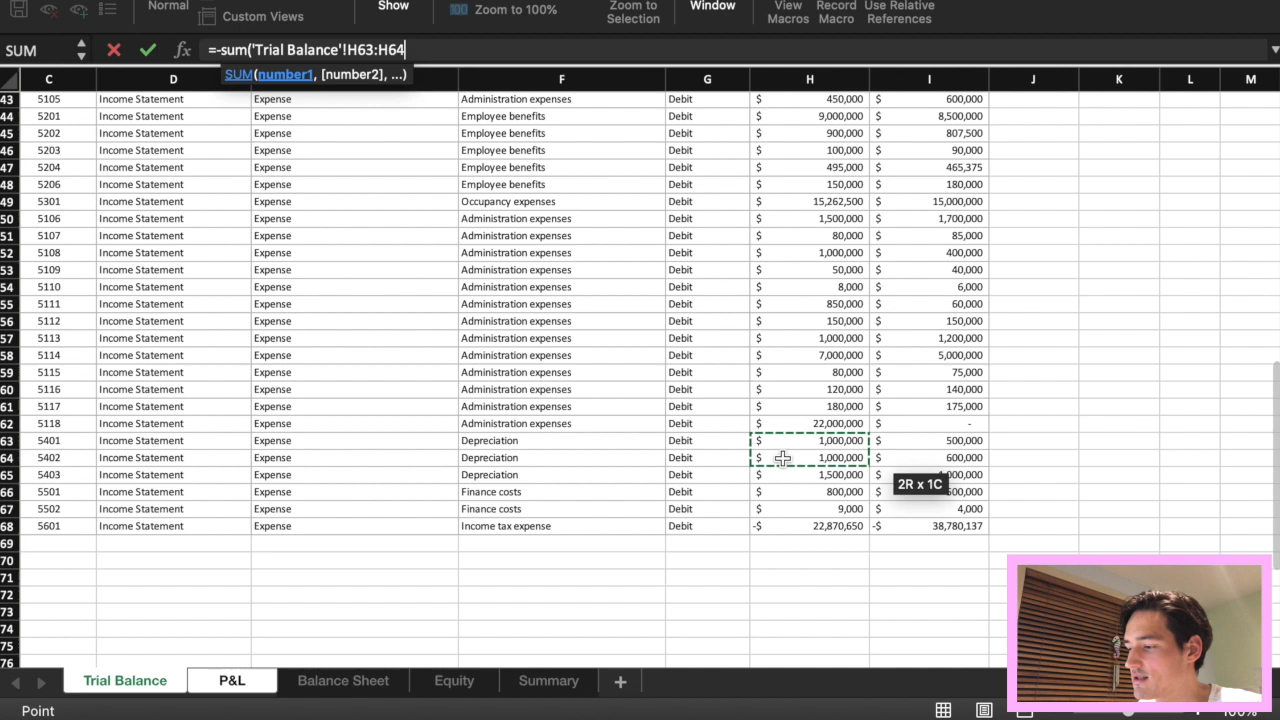 Normal Show Zoom to View Record Use Relative
Custom Views 100 Zoom to 100% Selection Window Macros Macro References
SUM fx =-sum('Trial Balance'!H63:H64
SUM(number1, [number2], ...)
C D E F G H I J K L M
43 5105 Income Statement Expense Administration expenses Debit $ 450,000 $ 600,000
44 5201 Income Statement Expense Employee benefits Debit $ 9,000,000 $ 8,500,000
45 5202 Income Statement Expense Employee benefits Debit $ 900,000 $ 807,500
46 5203 Income Statement Expense Employee benefits Debit $ 100,000 $ 90,000
47 5204 Income Statement Expense Employee benefits Debit $ 495,000 $ 465,375
48 5206 Income Statement Expense Employee benefits Debit $ 150,000 $ 180,000
49 5301 Income Statement Expense Occupancy expenses Debit $ 15,262,500 $ 15,000,000
50 5106 Income Statement Expense Administration expenses Debit $ 1,500,000 $ 1,700,000
51 5107 Income Statement Expense Administration expenses Debit $ 80,000 $ 85,000
52 5108 Income Statement Expense Administration expenses Debit $ 1,000,000 $ 400,000
53 5109 Income Statement Expense Administration expenses Debit $ 50,000 $ 40,000
54 5110 Income Statement Expense Administration expenses Debit $ 8,000 $ 6,000
55 5111 Income Statement Expense Administration expenses Debit $ 850,000 $ 60,000
56 5112 Income Statement Expense Administration expenses Debit $ 150,000 $ 150,000
57 5113 Income Statement Expense Administration expenses Debit $ 1,000,000 $ 1,200,000
58 5114 Income Statement Expense Administration expenses Debit $ 7,000,000 $ 5,000,000
59 5115 Income Statement Expense Administration expenses Debit $ 80,000 $ 75,000
60 5116 Income Statement Expense Administration expenses Debit $ 120,000 $ 140,000
61 5117 Income Statement Expense Administration expenses Debit $ 180,000 $ 175,000
62 5118 Income Statement Expense Administration expenses Debit $ 22,000,000 $ -
63 5401 Income Statement Expense Depreciation Debit $ 1,000,000 $ 500,000
64 5402 Income Statement Expense Depreciation Debit $ 1,000,000 $ 600,000
65 5403 Income Statement Expense Depreciation Debit $ 1,500,000 $
2R x 1C
66 5501 Income Statement Expense Finance costs Debit $ 800,000 $
67 5502 Income Statement Expense Finance costs Debit $ 9,000 $ 4,000
68 5601 Income Statement Expense Income tax expense Debit -$ 22,870,650 -$ 38,780,137
69
70
71
72
73
74
75
76
Trial Balance P&L Balance Sheet Equity Summary +
Point 100%